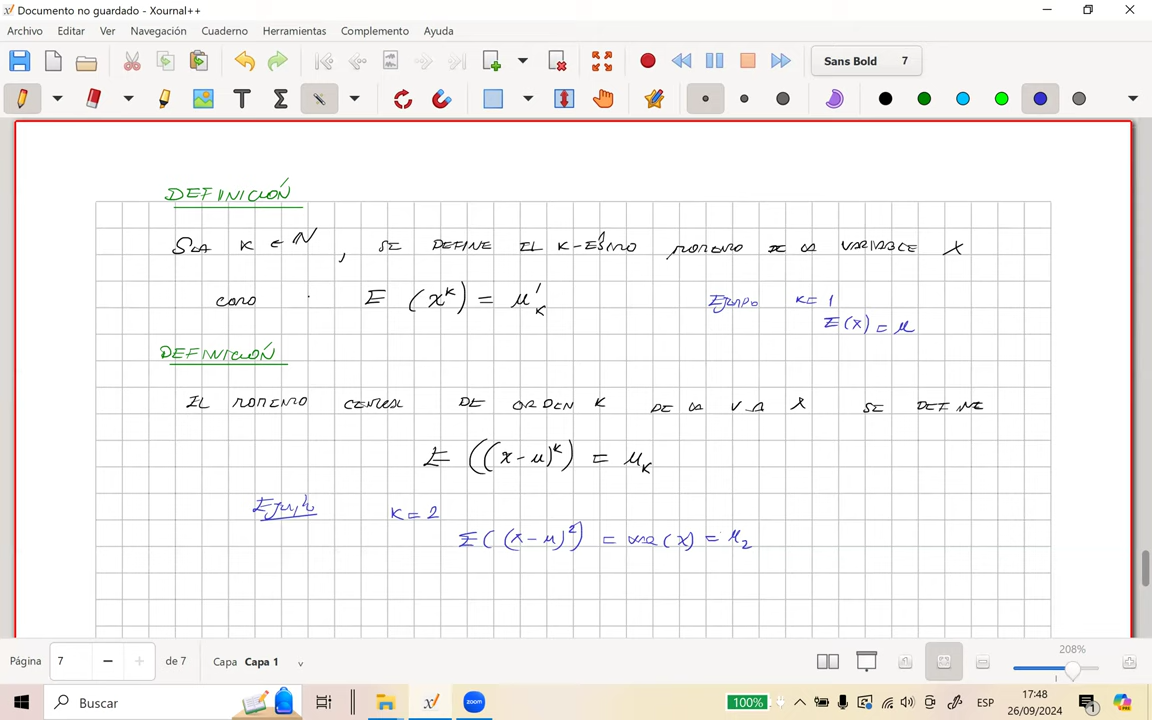 Documento no guardado - Xournal++
Archivo Editar Ver Navegación Cuaderno Herramientas Complemento Ayuda
Sans Bold 7
DEFINICIÓN
SEA K ∈ ℕ, SE DEFINE EL K-ÉSIMO MOMENTO DE LA VARIABLE X
COMO E (X^K) = μ'_K
Ejemplo K=1
E(X) = μ
DEFINICIÓN
EL MOMENTO CENTRAL DE ORDEN K DE LA V A X SE DEFINE
E ((X-μ)^K) = μ_K
Ejemplo K=2
E((X-μ)^2) = var(X) = μ_2
Página 7 de 7 Capa Capa 1 208%
Buscar
zoom
100%
ESP
17:48
26/09/2024
1